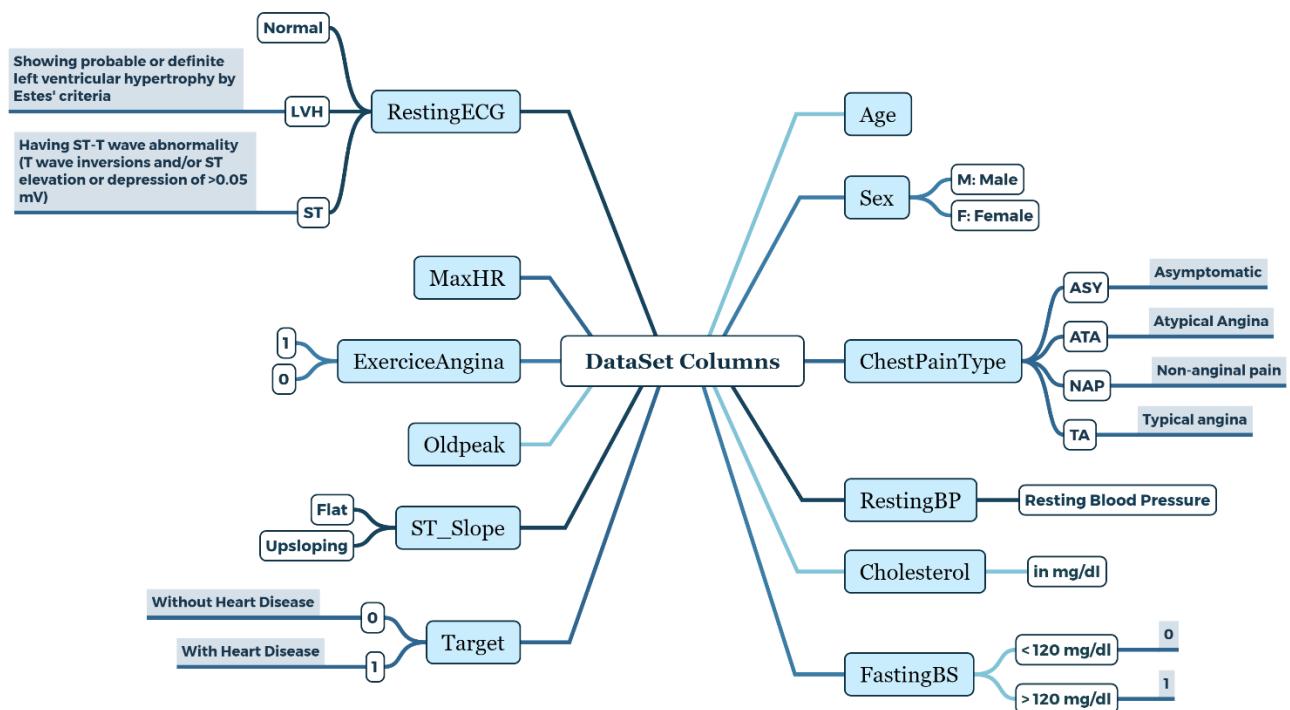 DataSet Columns
RestingECG
Normal
LVH
Showing probable or definite
left ventricular hypertrophy by
Estes' criteria
ST
Having ST-T wave abnormality
(T wave inversions and/or ST
elevation or depression of >0.05
mV)
MaxHR
ExerciceAngina
1
0
Oldpeak
ST_Slope
Flat
Upsloping
Target
0
Without Heart Disease
1
With Heart Disease
Age
Sex
M: Male
F: Female
ChestPainType
ASY
Asymptomatic
ATA
Atypical Angina
NAP
Non-anginal pain
TA
Typical angina
RestingBP
Resting Blood Pressure
Cholesterol
in mg/dl
FastingBS
< 120 mg/dl
0
> 120 mg/dl
1